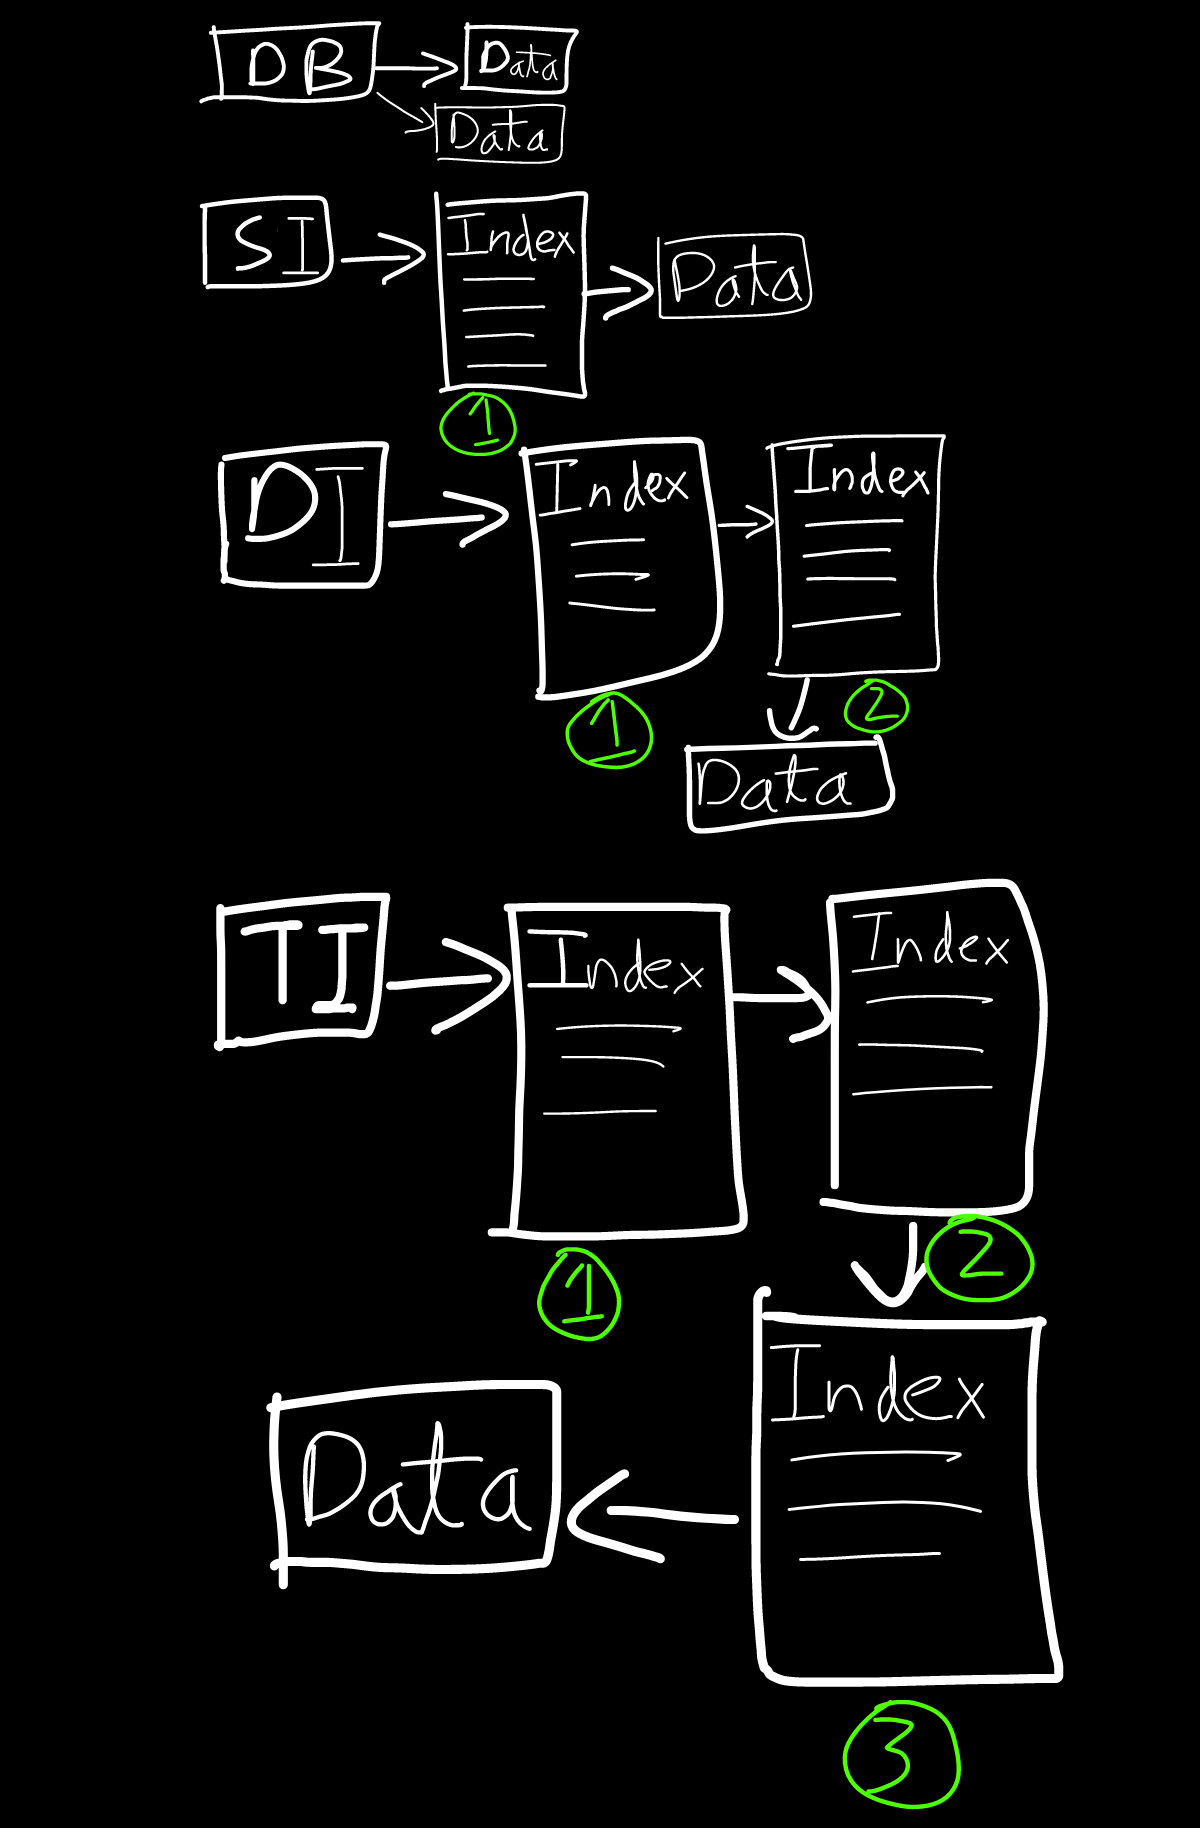 DB
Data
Data
SI
Index
Data
1
DI
Index
Index
1
2
Data
TI
Index
Index
1
2
Index
Data
3